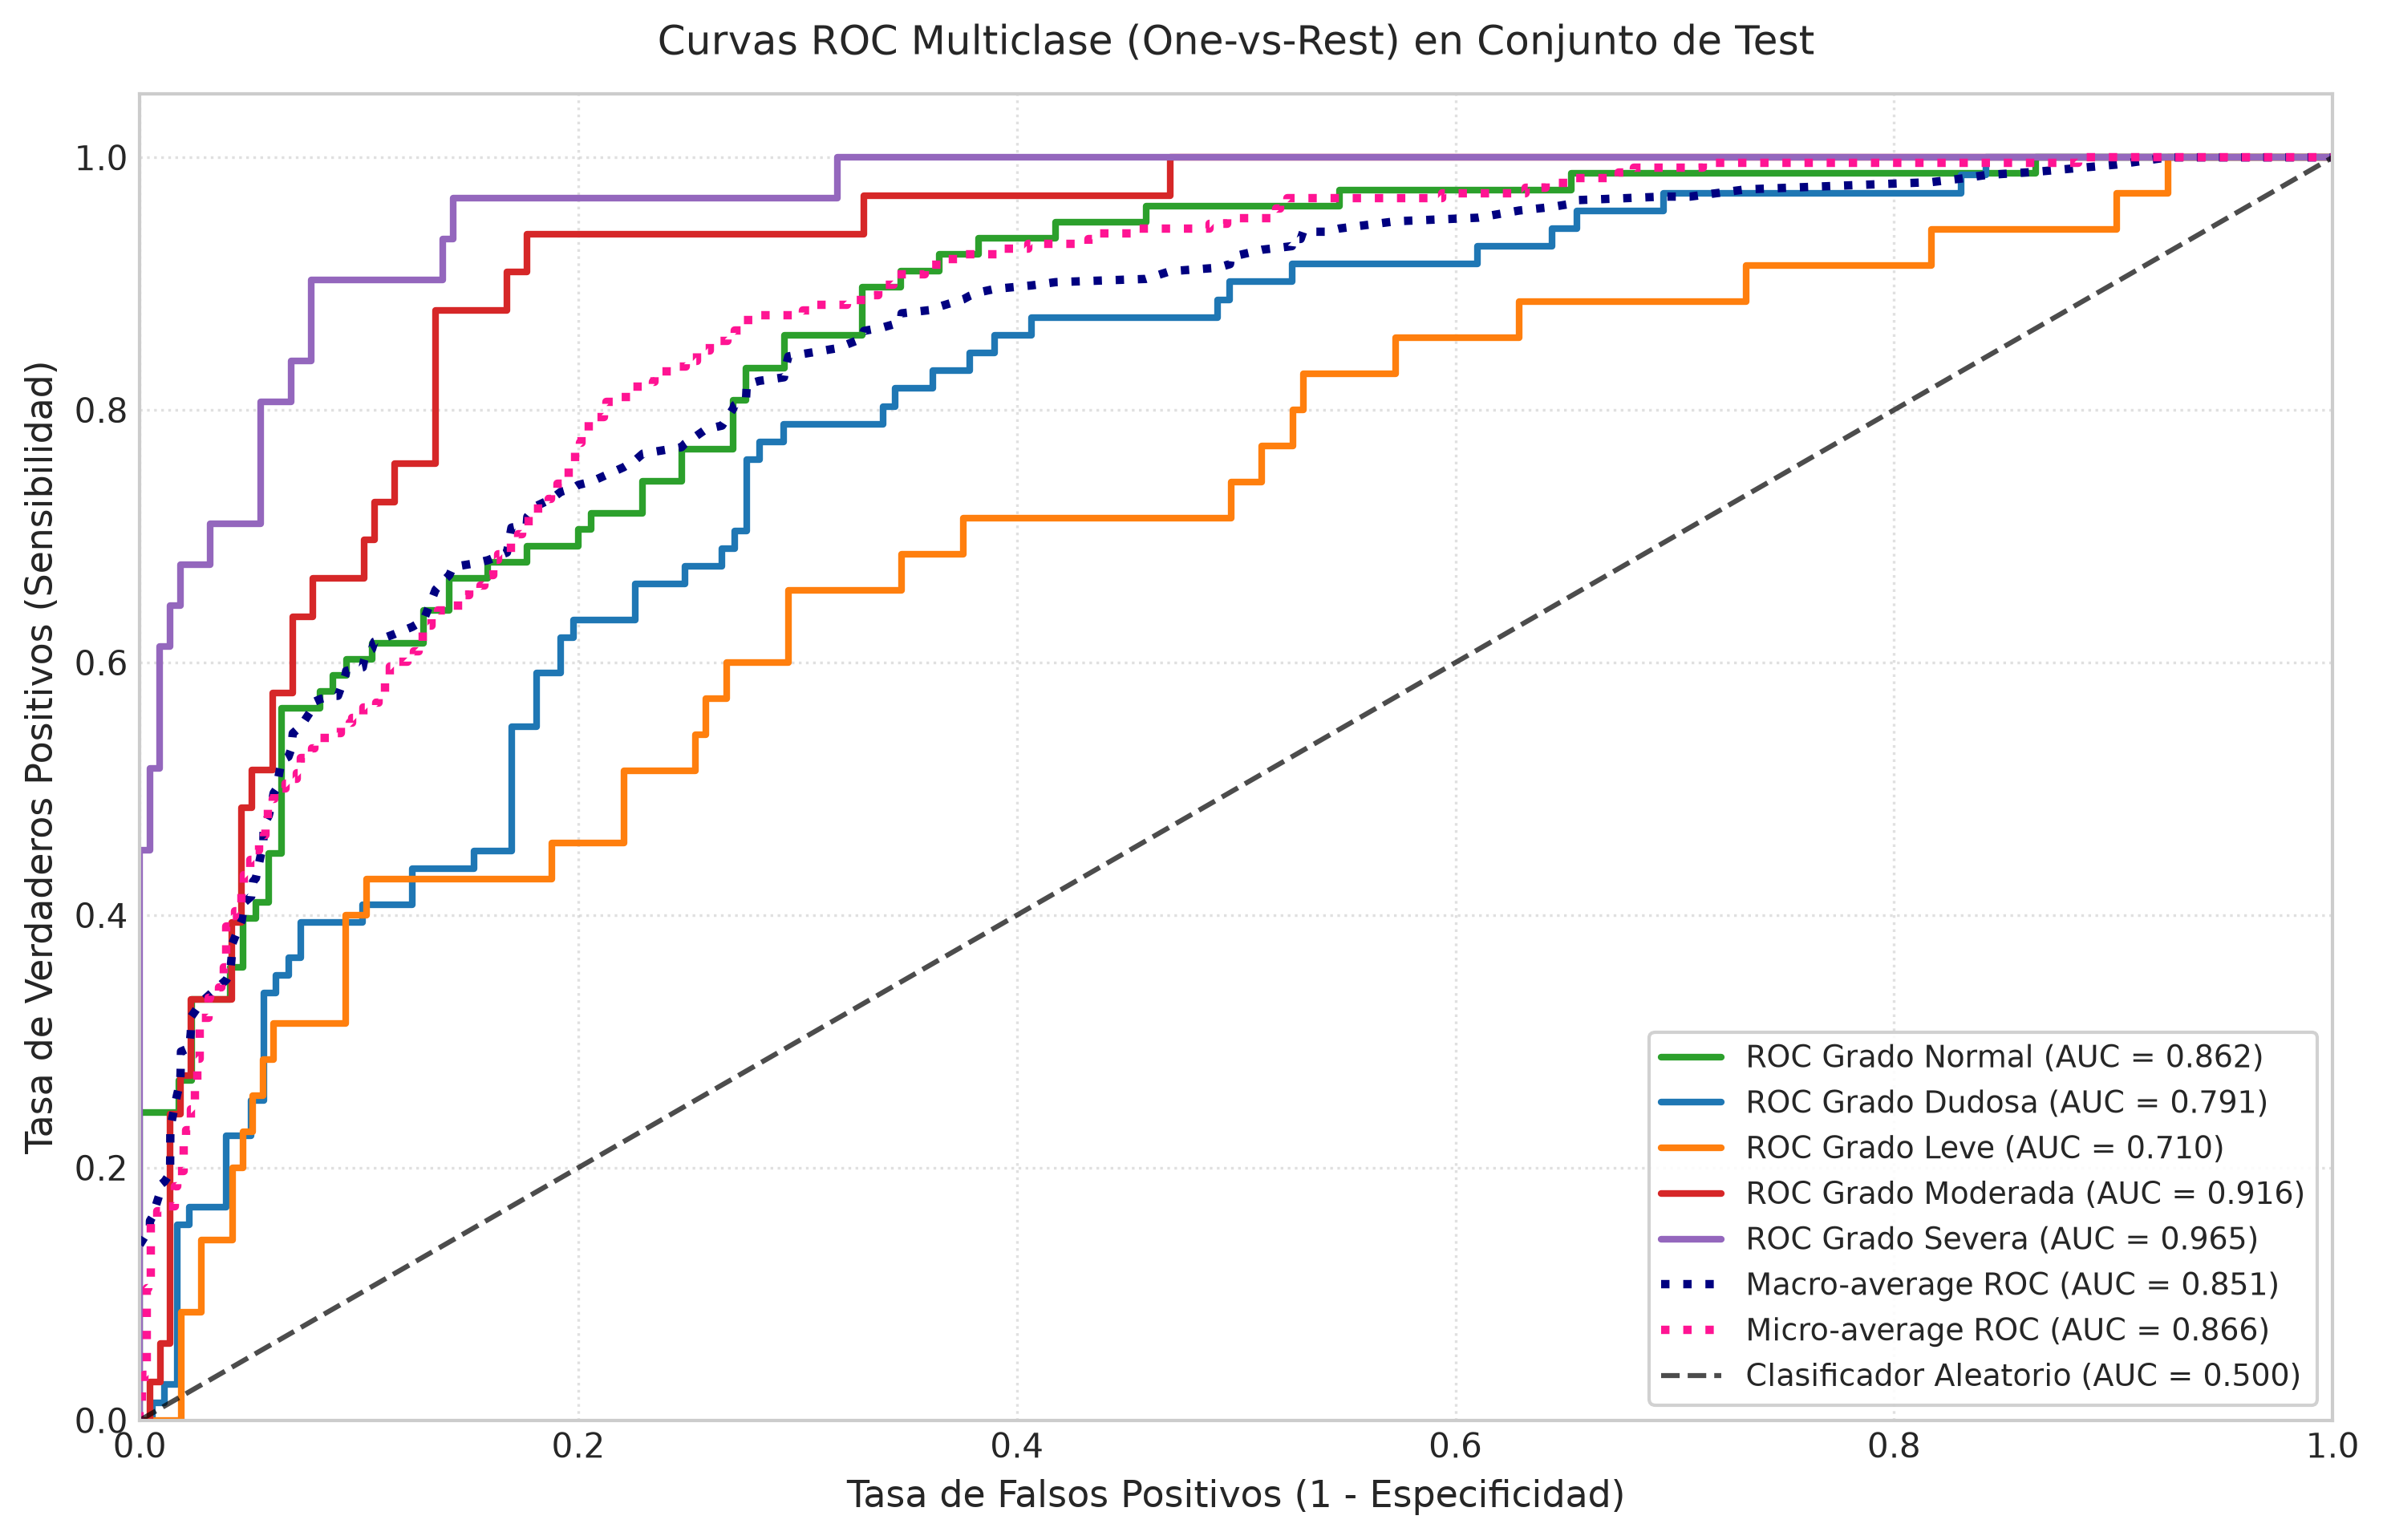 Curvas ROC Multiclase (One-vs-Rest) en Conjunto de Test
Tasa de Verdaderos Positivos (Sensibilidad)
1.0
0.8
0.6
0.4
0.2
0.0
0.0
0.2
0.4
0.6
0.8
1.0
Tasa de Falsos Positivos (1 - Especificidad)
ROC Grado Normal (AUC = 0.862)
ROC Grado Dudosa (AUC = 0.791)
ROC Grado Leve (AUC = 0.710)
ROC Grado Moderada (AUC = 0.916)
ROC Grado Severa (AUC = 0.965)
Macro-average ROC (AUC = 0.851)
Micro-average ROC (AUC = 0.866)
Clasificador Aleatorio (AUC = 0.500)